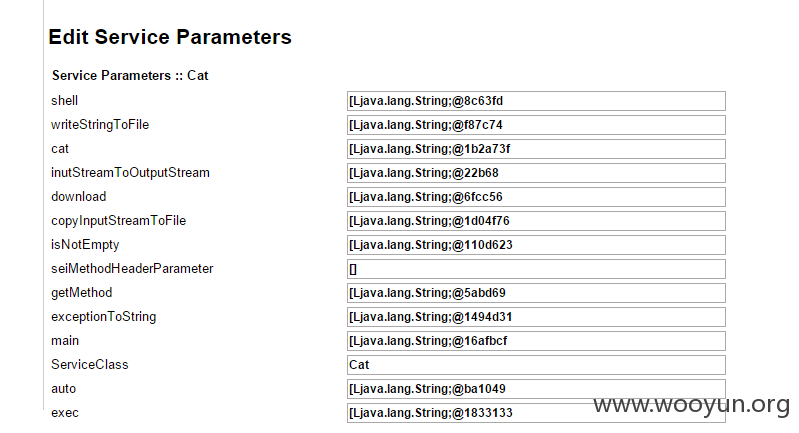 Edit Service Parameters
Service Parameters :: Cat
shell [Ljava.lang.String;@8c63fd
writeStringToFile [Ljava.lang.String;@f87c74
cat [Ljava.lang.String;@1b2a73f
inutStreamToOutputStream [Ljava.lang.String;@22b68
download [Ljava.lang.String;@6fcc56
copyInputStreamToFile [Ljava.lang.String;@1d04f76
isNotEmpty [Ljava.lang.String;@110d623
seiMethodHeaderParameter []
getMethod [Ljava.lang.String;@5abd69
exceptionToString [Ljava.lang.String;@1494d31
main [Ljava.lang.String;@16afbcf
ServiceClass Cat
auto [Ljava.lang.String;@ba1049
exec [Ljava.lang.String;@1833133
www.wooyun.org